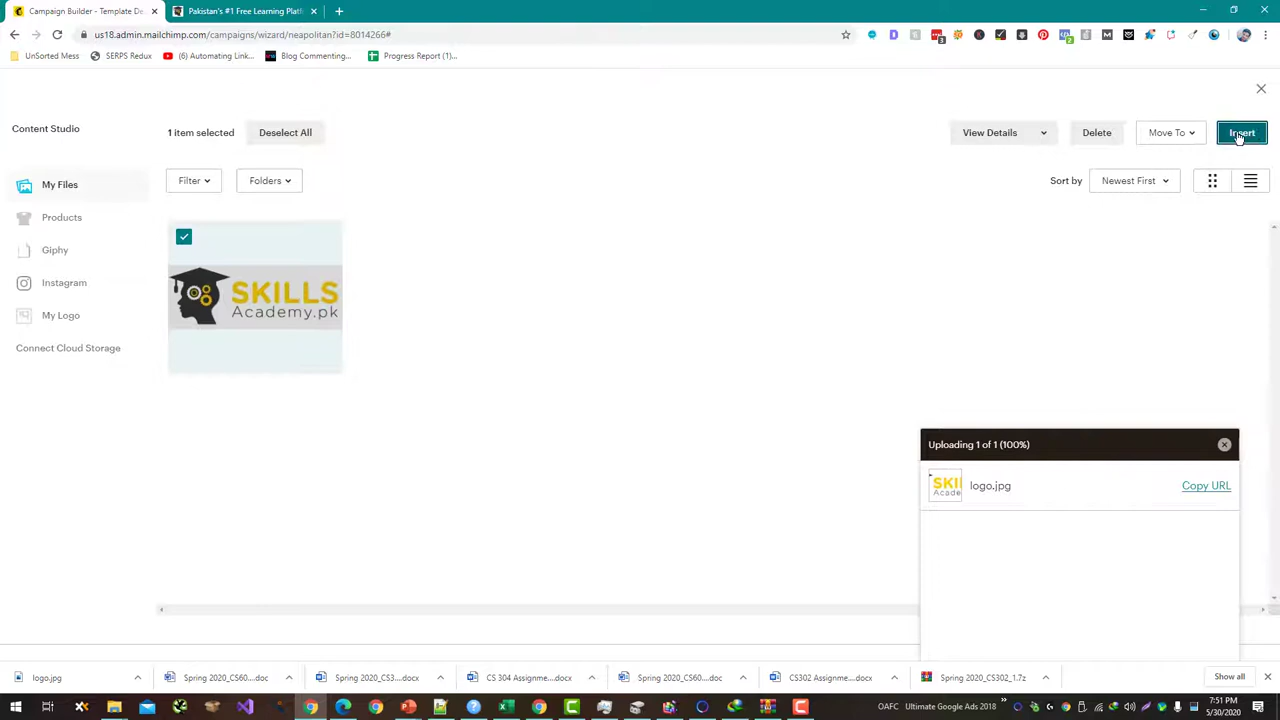 Campaign Builder - Template De
Pakistan's #1 Free Learning Platf
us18.admin.mailchimp.com/campaigns/wizard/neapolitan?id=8014266#
UnSorted Mess
SERPS Redux
(6) Automating Link...
Blog Commenting...
Progress Report (1)...
Content Studio
1 item selected
Deselect All
View Details
Delete
Move To
Insert
My Files
Filter
Folders
Sort by
Newest First
Products
Giphy
Instagram
My Logo
Connect Cloud Storage
SKILLS
Academy.pk
Uploading 1 of 1 (100%)
logo.jpg
Copy URL
logo.jpg
Spring 2020_CS60....docx
Spring 2020_CS3....docx
CS 304 Assignme....docx
Spring 2020_CS60....doc
CS302 Assignme....docx
Spring 2020_CS302_1.7z
Show all
OAFC
Ultimate Google Ads 2018
7:51 PM
5/30/2020